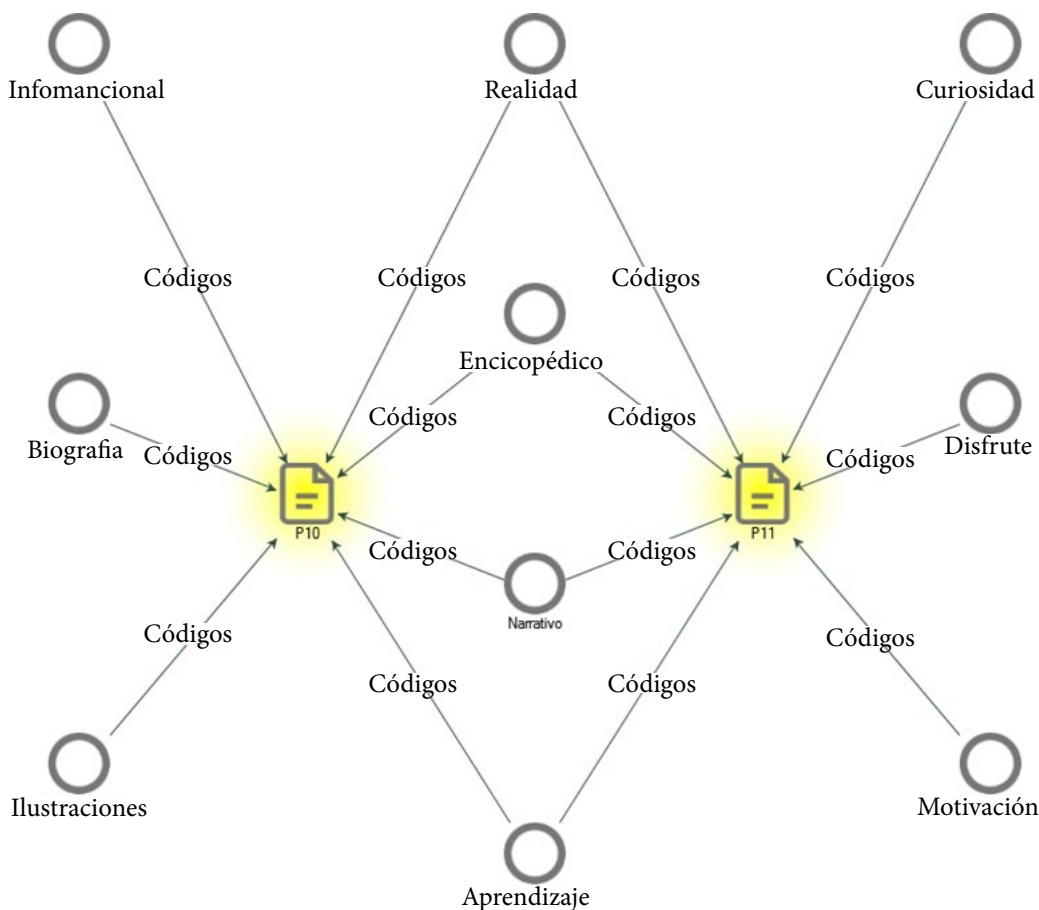 Infomancional
Realidad
Curiosidad
Códigos
Códigos
Códigos
Códigos
Encicopédico
Códigos
Códigos
Biografia
Códigos
Códigos
Disfrute
P10
P11
Códigos
Códigos
Narrativo
Códigos
Códigos
Códigos
Códigos
Ilustraciones
Motivación
Aprendizaje